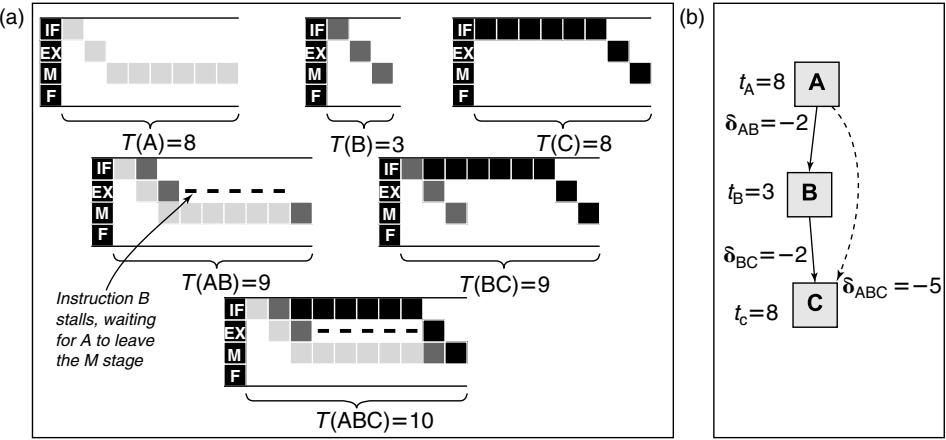 (a)
IF
EX
M
F
T(A)=8
IF
EX
M
F
T(B)=3
IF
EX
M
F
T(C)=8
IF
EX
M
F
T(AB)=9
IF
EX
M
F
T(BC)=9
Instruction B
stalls, waiting
for A to leave
the M stage
IF
EX
M
F
T(ABC)=10
(b)
tA=8 A
δAB=−2
tB=3 B
δBC=−2
δABC=−5
tc=8 C